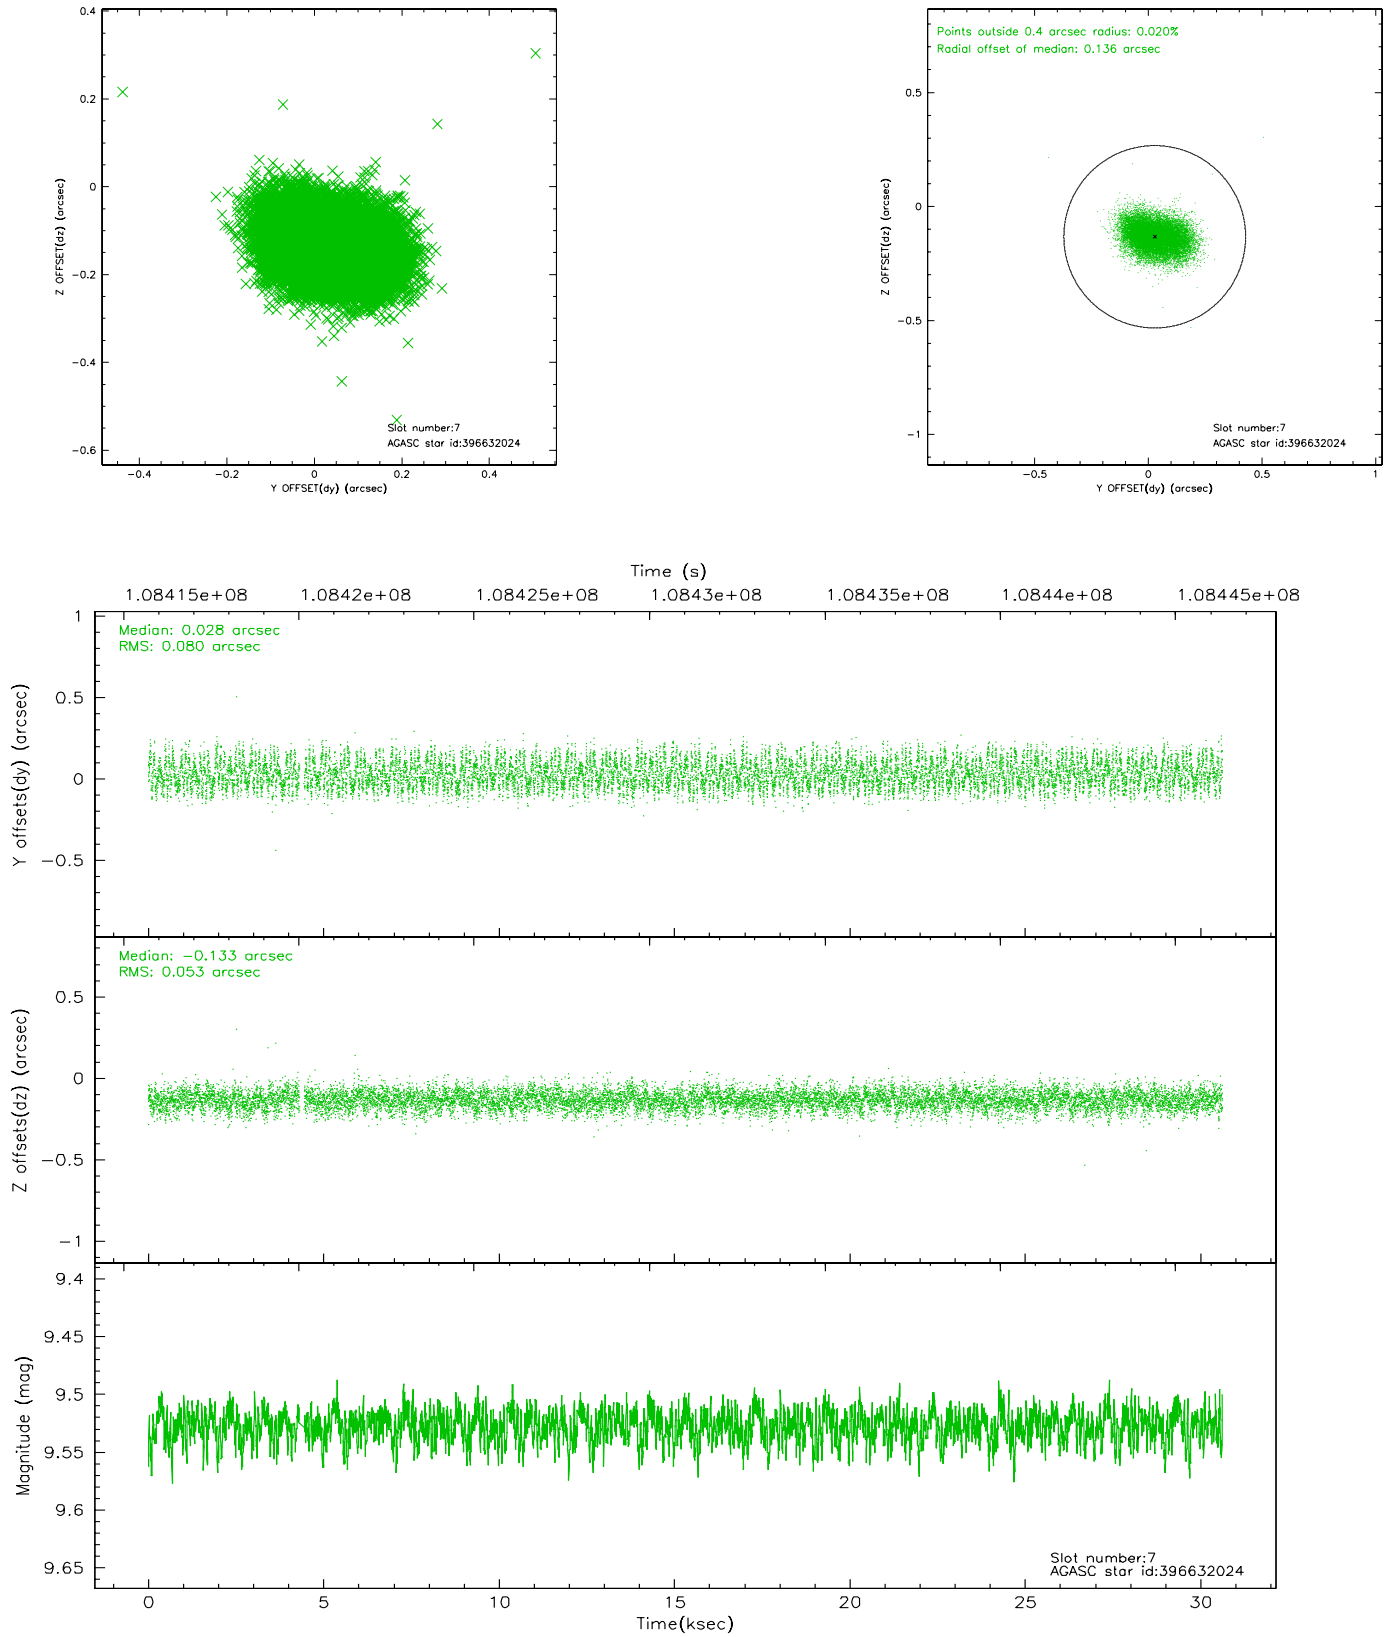 0.4
0.2
0
−0.2
−0.4
−0.6
Z OFFSET(dz) (arcsec)
−0.4
−0.2
0
0.2
0.4
Y OFFSET(dy) (arcsec)
Slot number:7
AGASC star id:396632024
Points outside 0.4 arcsec radius: 0.020%
Radial offset of median: 0.136 arcsec
0.5
0
−0.5
−1
Z OFFSET(dz) (arcsec)
−0.5
0
0.5
1
Y OFFSET(dy) (arcsec)
Slot number:7
AGASC star id:396632024
Time (s)
1.08415e+08
1.0842e+08
1.08425e+08
1.0843e+08
1.08435e+08
1.0844e+08
1.08445e+08
Median: 0.028 arcsec
RMS: 0.080 arcsec
1
0.5
0
−0.5
Y offsets(dy) (arcsec)
Median: −0.133 arcsec
RMS: 0.053 arcsec
0.5
0
−0.5
−1
Z offsets(dz) (arcsec)
9.4
9.45
9.5
9.55
9.6
9.65
Magnitude (mag)
Slot number:7
AGASC star id:396632024
0
5
10
15
20
25
30
Time(ksec)